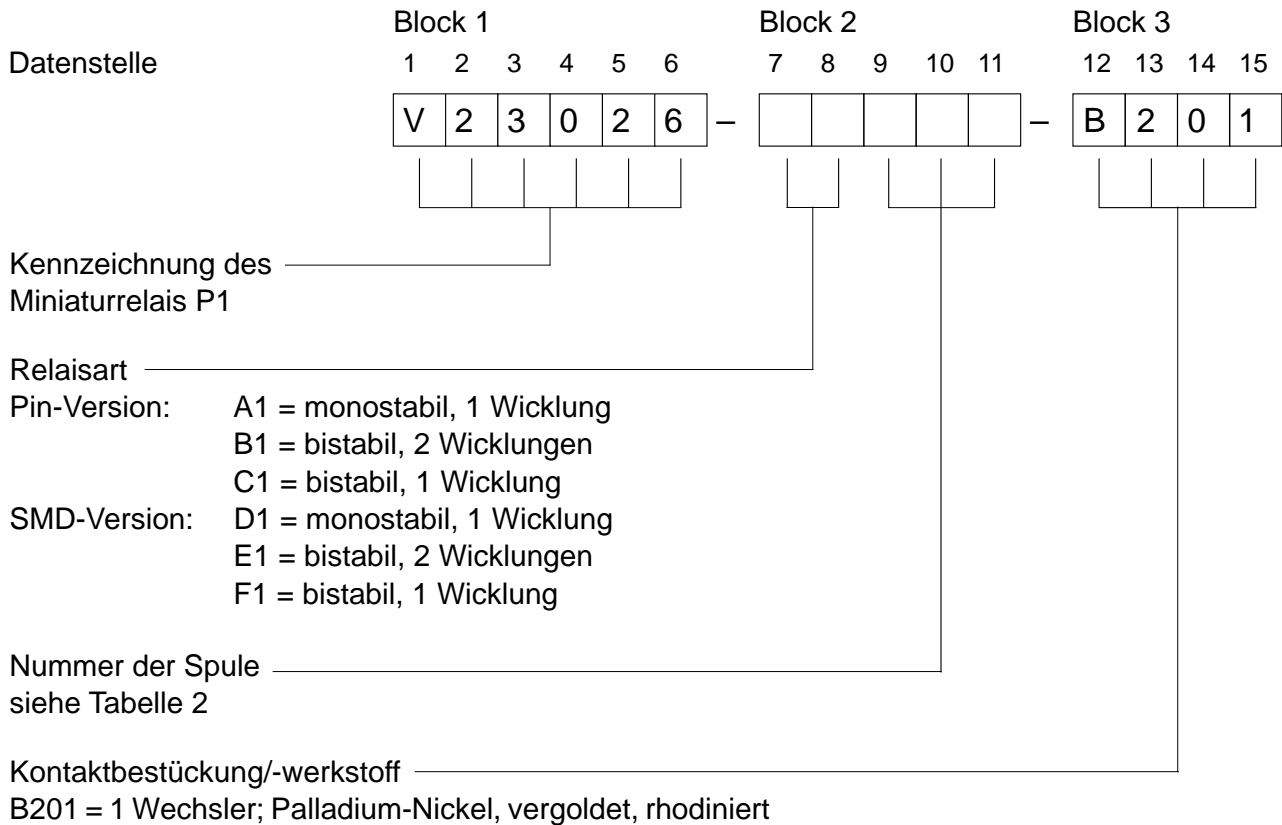 Block 1 Block 2 Block 3
Datenstelle 1 2 3 4 5 6 7 8 9 10 11 12 13 14 15
V 2 3 0 2 6 – – B 2 0 1
Kennzeichnung des
Miniaturrelais P1
Relaisart
Pin-Version: A1 = monostabil, 1 Wicklung
B1 = bistabil, 2 Wicklungen
C1 = bistabil, 1 Wicklung
SMD-Version: D1 = monostabil, 1 Wicklung
E1 = bistabil, 2 Wicklungen
F1 = bistabil, 1 Wicklung
Nummer der Spule
siehe Tabelle 2
Kontaktbestückung/-werkstoff
B201 = 1 Wechsler; Palladium-Nickel, vergoldet, rhodiniert